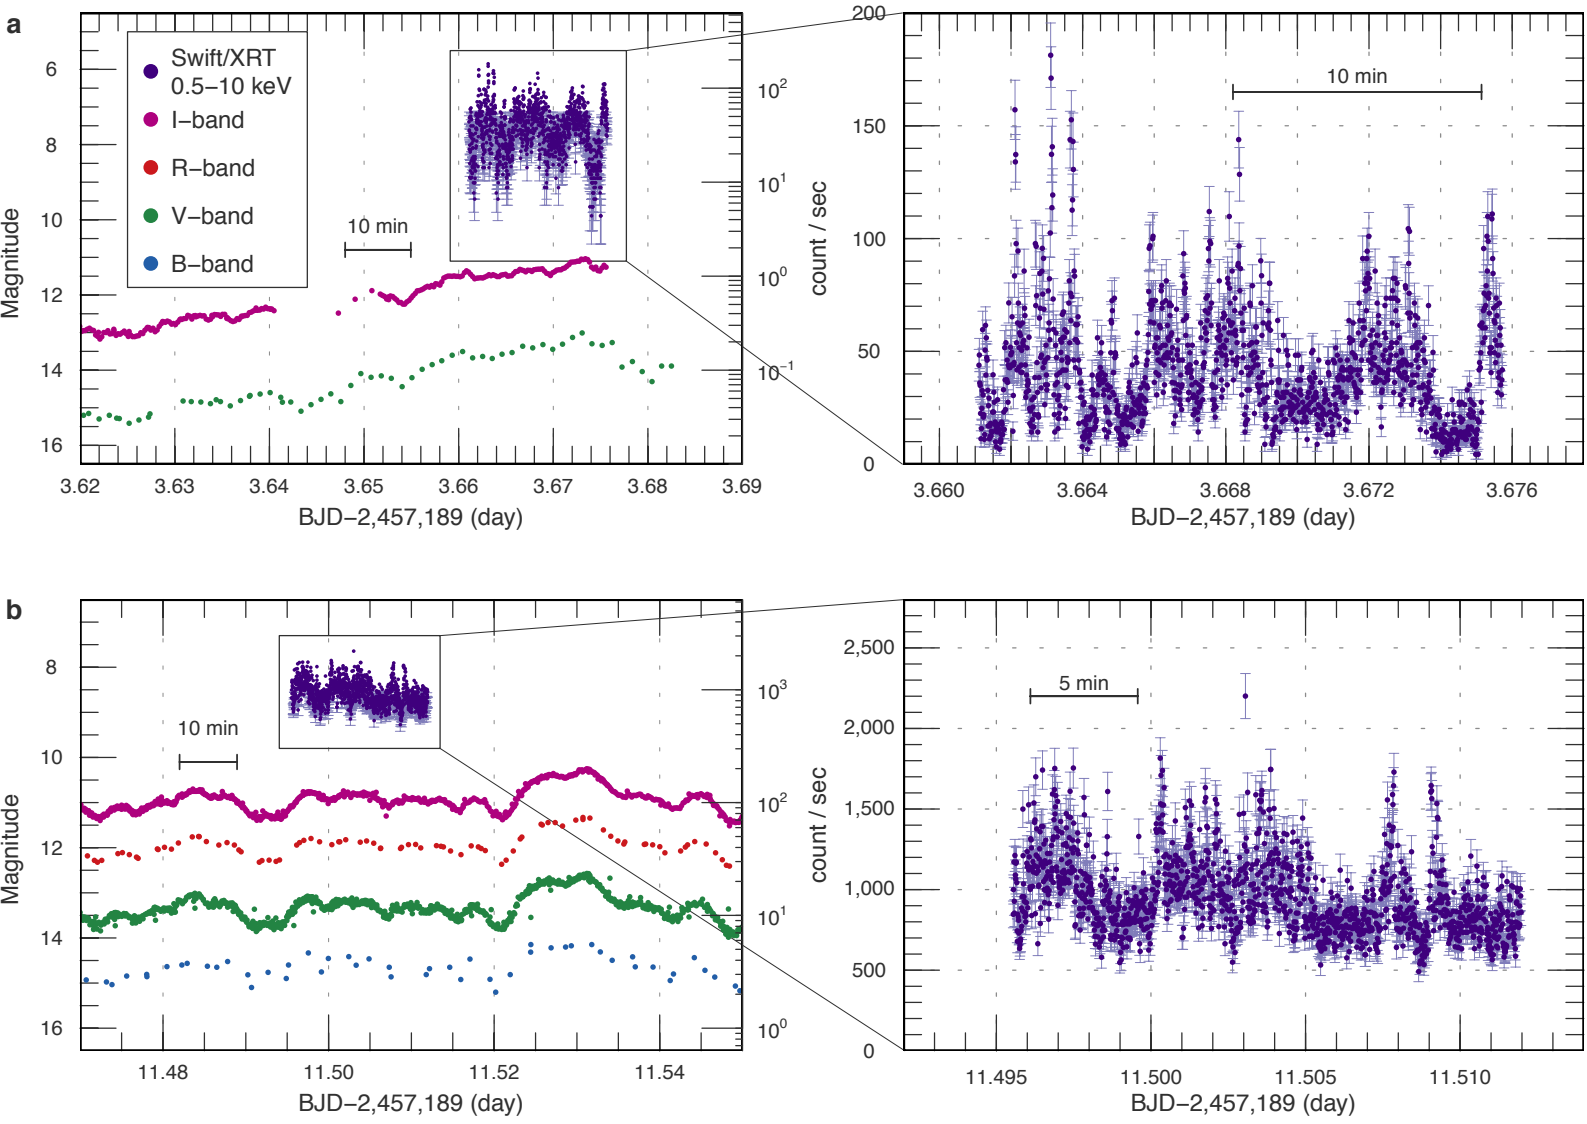 a
Swift/XRT
0.5–10 keV
I–band
R–band
V–band
B–band
10 min
6
8
10
12
14
16
Magnitude
10²
10¹
10⁰
10⁻¹
3.62 3.63 3.64 3.65 3.66 3.67 3.68 3.69
BJD–2,457,189 (day)
200
150
100
50
0
count / sec
10 min
3.660 3.664 3.668 3.672 3.676
BJD–2,457,189 (day)
b
8
10
12
14
16
Magnitude
10 min
10³
10²
10¹
10⁰
11.48 11.50 11.52 11.54
BJD–2,457,189 (day)
2,500
2,000
1,500
1,000
500
0
count / sec
5 min
11.495 11.500 11.505 11.510
BJD–2,457,189 (day)